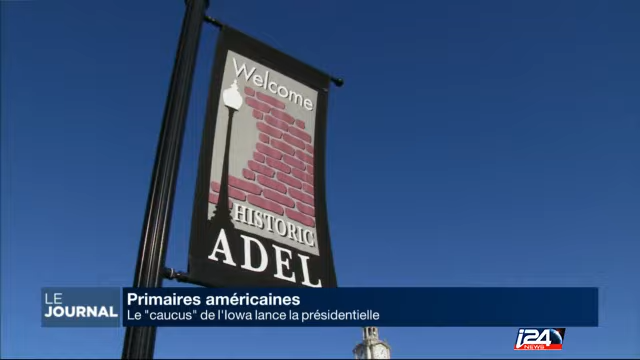 Welcome
HISTORIC
ADEL
LE
JOURNAL
Primaires américaines
Le "caucus" de l'Iowa lance la présidentielle
i24
NEWS